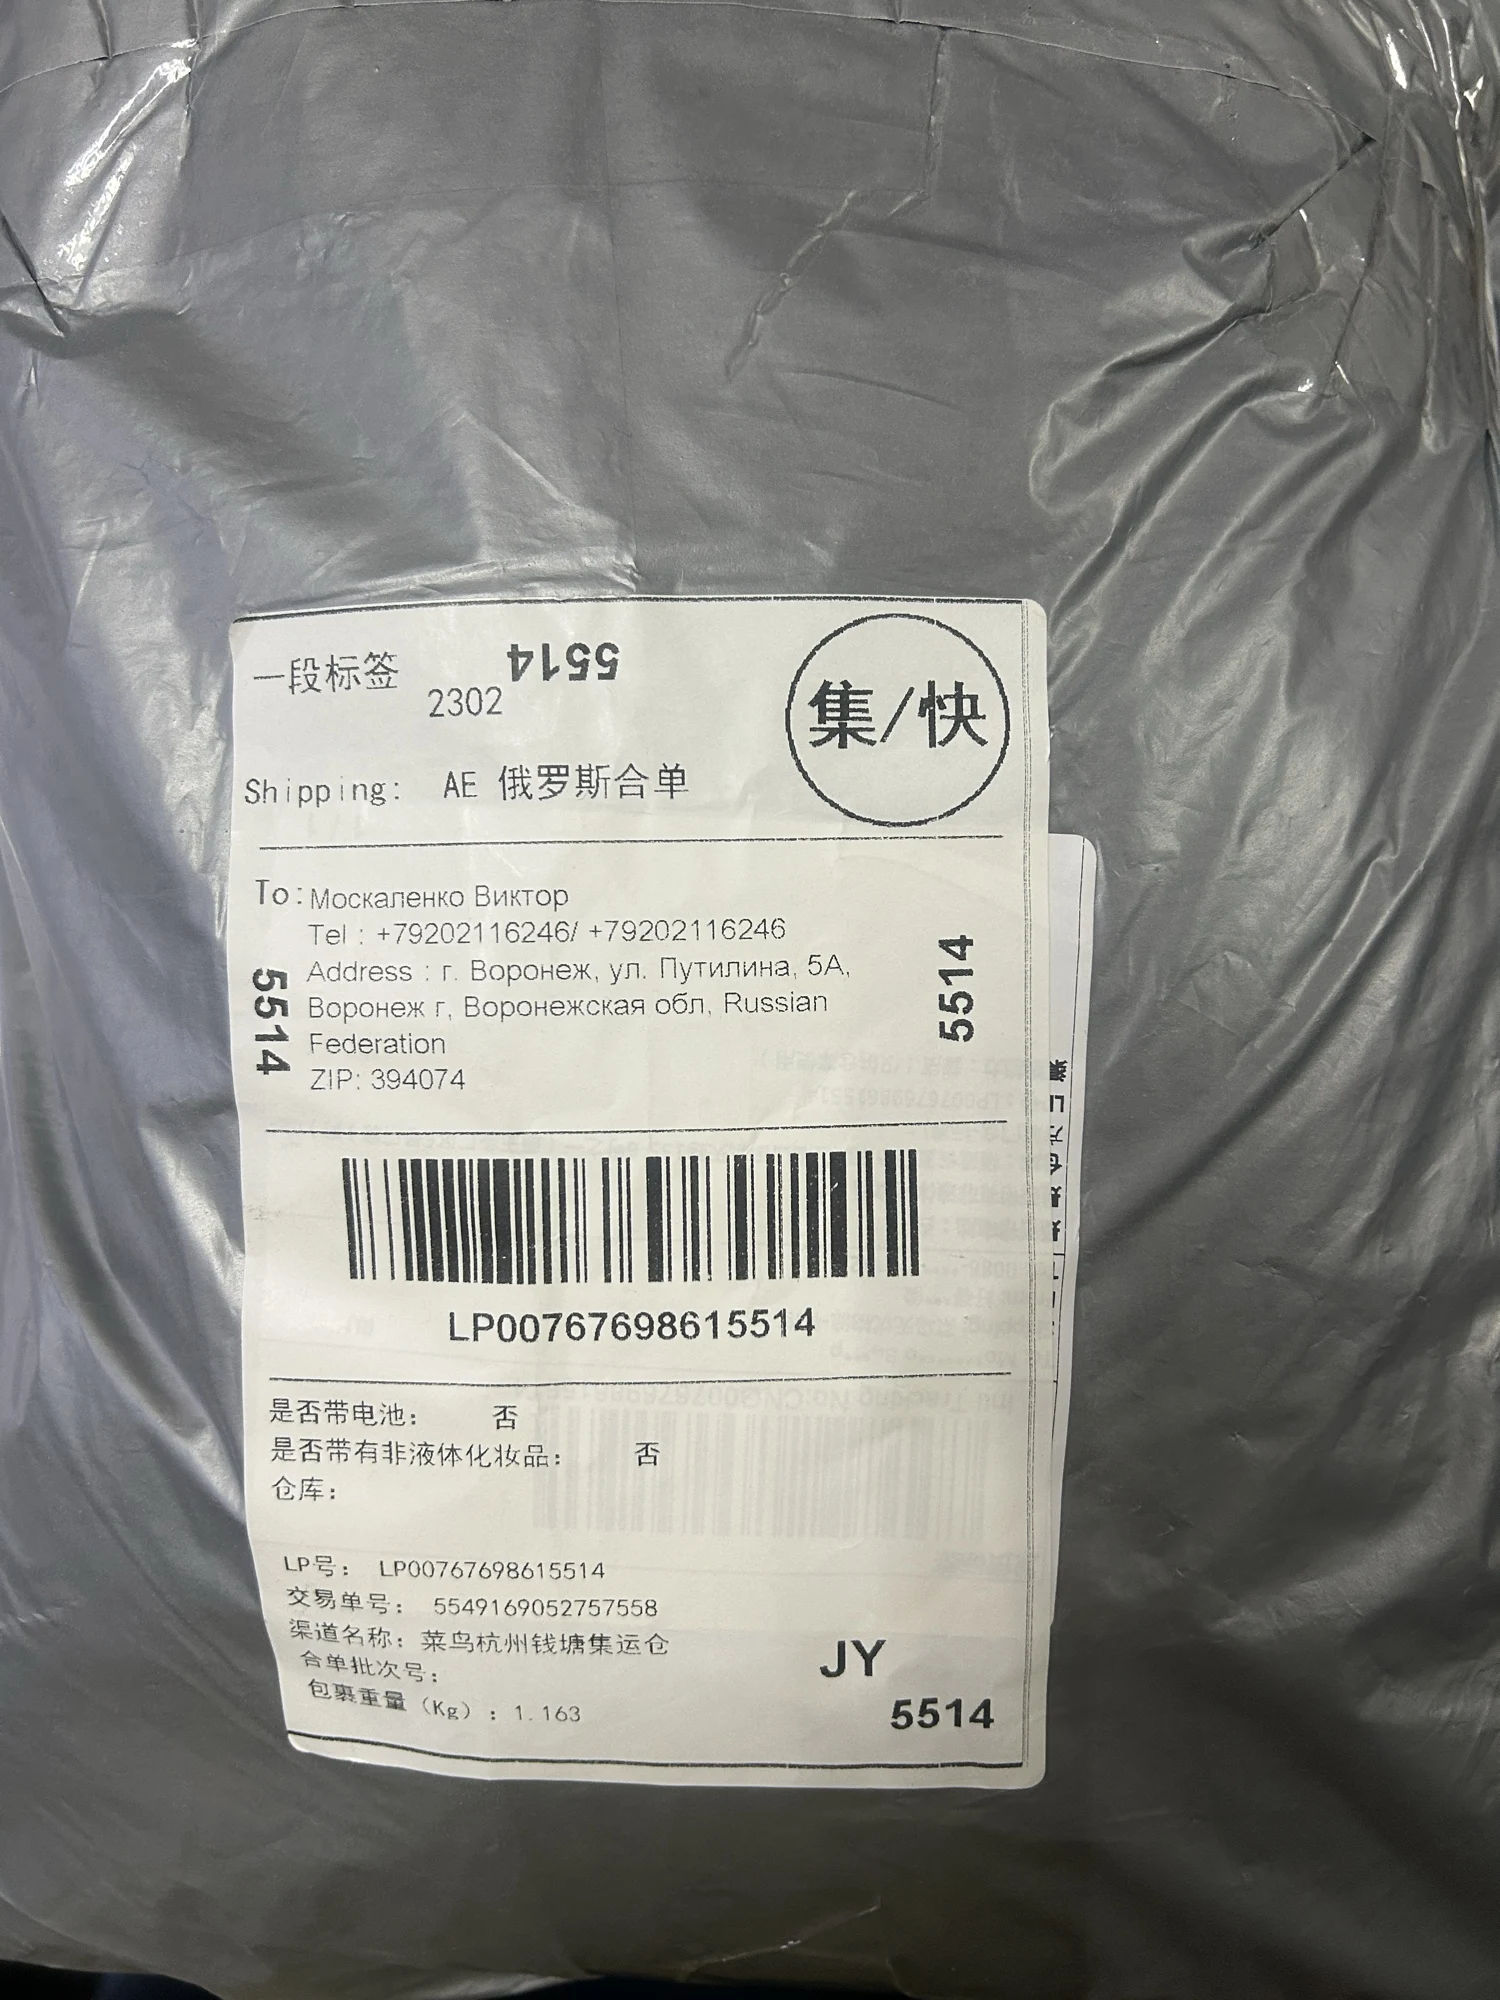 一段标签
2302
5514
集/快
Shipping: AE 俄罗斯合单
To: Москаленко Виктор
Tel : +79202116246/ +79202116246
Address : г. Воронеж, ул. Путилина, 5А,
Воронеж г, Воронежская обл, Russian
Federation
ZIP: 394074
5514
5514
LP00767698615514
是否带电池： 否
是否带有非液体化妆品： 否
仓库：
LP号： LP00767698615514
交易单号： 5549169052757558
渠道名称：菜鸟杭州钱塘集运仓
合单批次号：
包裹重量（Kg）：1.163
JY
5514